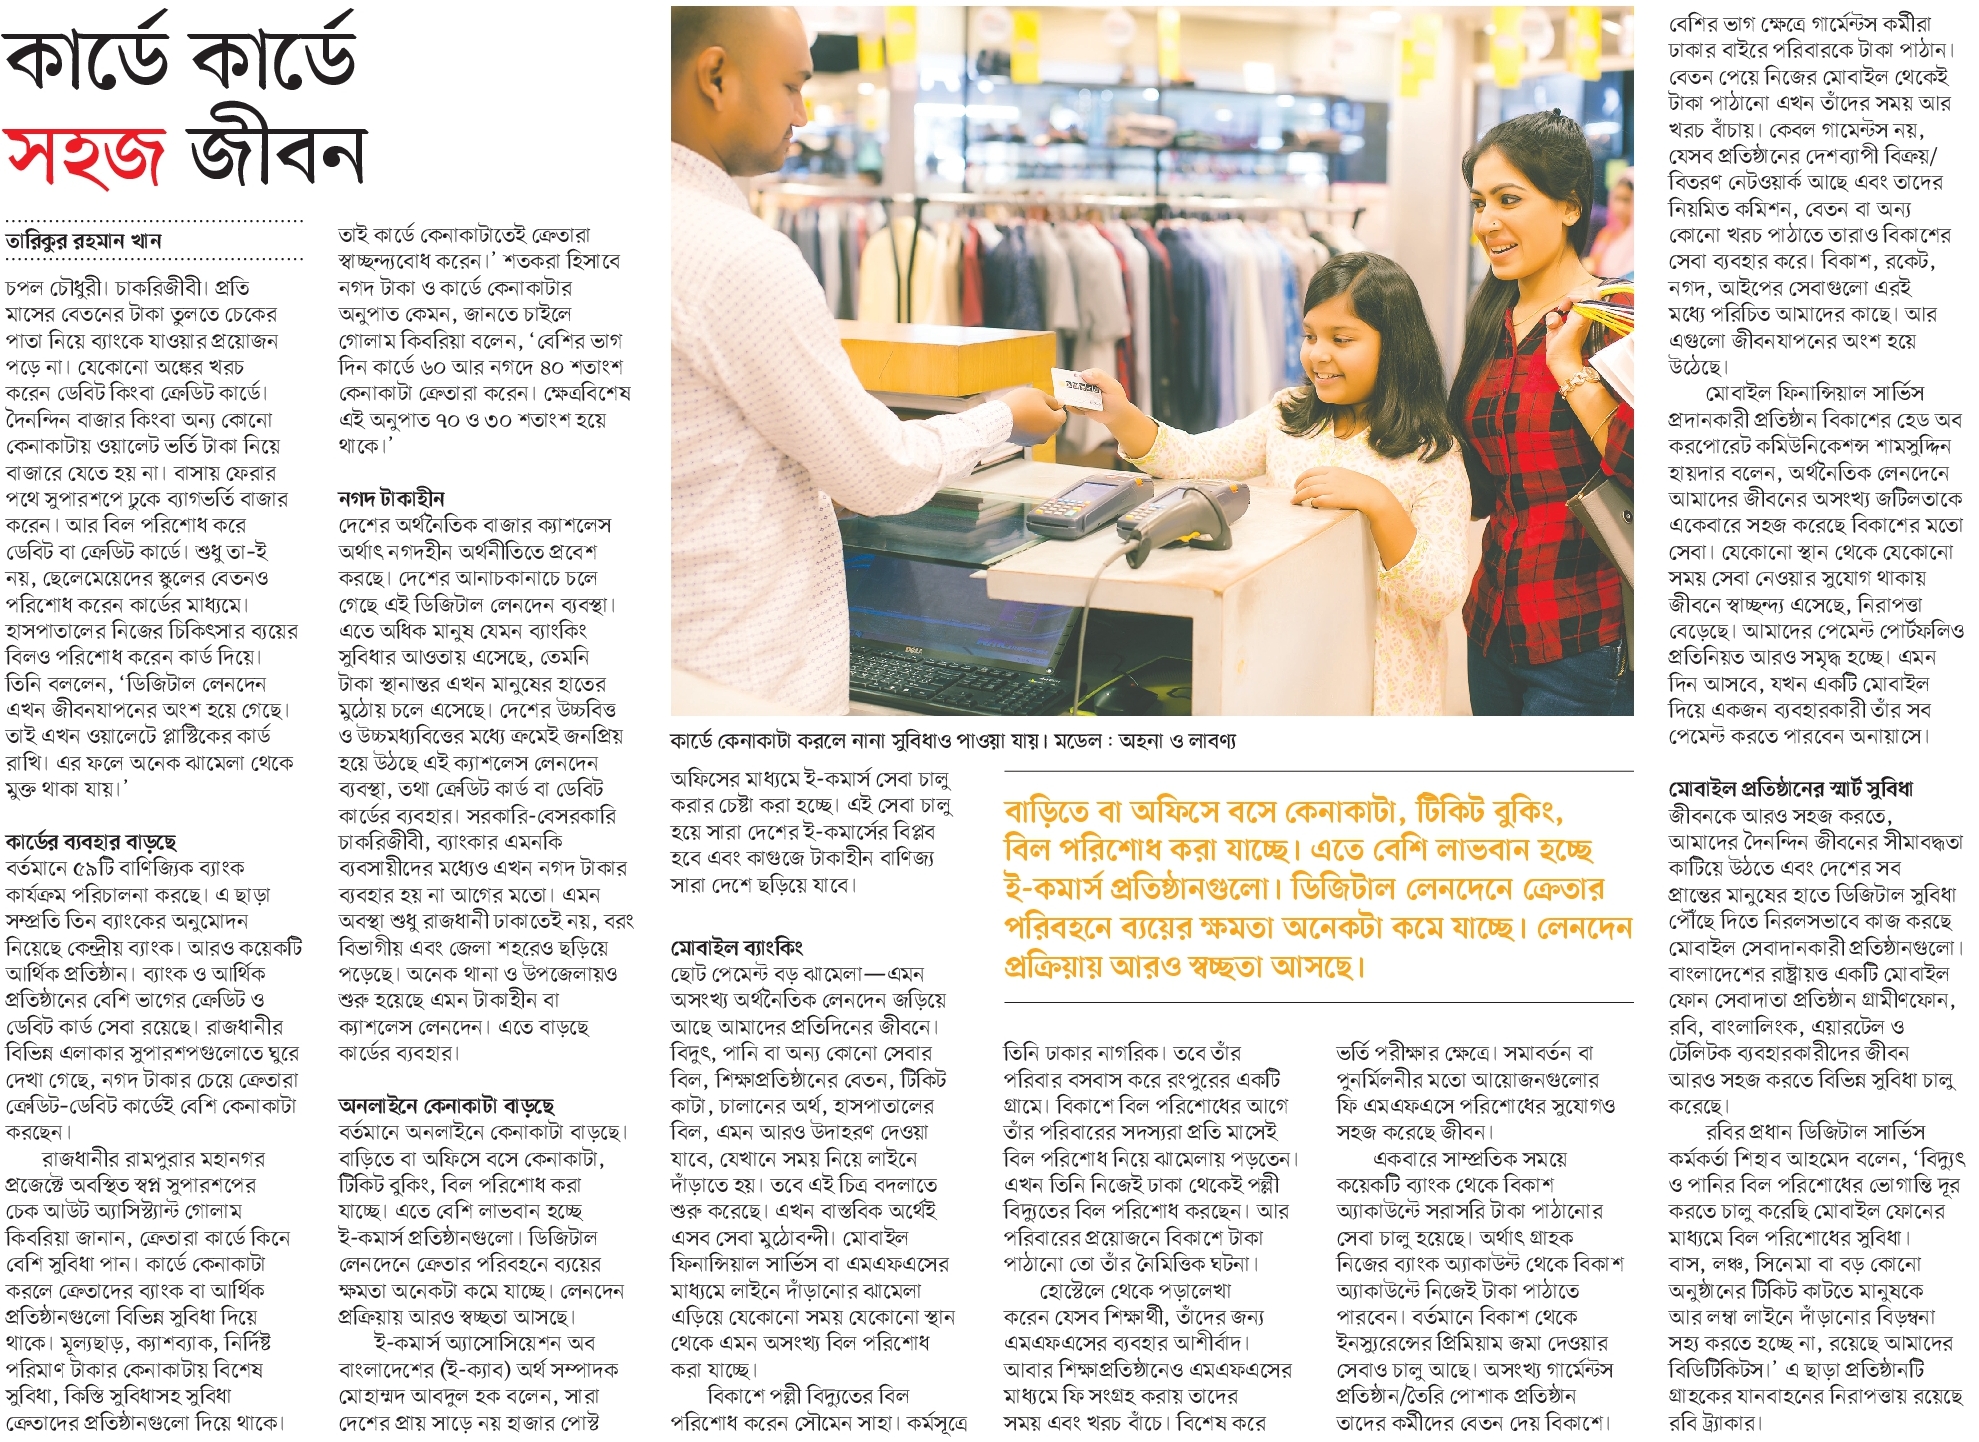 কার্ডে কার্ডে
সহজ জীবন
তারিকুর রহমান খান
চপল চৌধুরী। চাকরিজীবী। প্রতি
মাসের বেতনের টাকা তুলতে চেকের
পাতা নিয়ে ব্যাংকে যাওয়ার প্রয়োজন
পড়ে না। যেকোনো অঙ্কের খরচ
করেন ডেবিট কিংবা ক্রেডিট কার্ডে।
দৈনন্দিন বাজার কিংবা অন্য কোনো
কেনাকাটায় ওয়ালেট ভর্তি টাকা নিয়ে
বাজারে যেতে হয় না। বাসায় ফেরার
পথে সুপারশপে ঢুকে ব্যাগভর্তি বাজার
করেন। আর বিল পরিশোধ করে
ডেবিট বা ক্রেডিট কার্ডে। শুধু তা-ই
নয়, ছেলেমেয়েদের স্কুলের বেতনও
পরিশোধ করেন কার্ডের মাধ্যমে।
হাসপাতালের নিজের চিকিৎসার ব্যয়ের
বিলও পরিশোধ করেন কার্ড দিয়ে।
তিনি বললেন, ‘ডিজিটাল লেনদেন
এখন জীবনযাপনের অংশ হয়ে গেছে।
তাই এখন ওয়ালেটে প্লাস্টিকের কার্ড
রাখি। এর ফলে অনেক ঝামেলা থেকে
মুক্ত থাকা যায়।’
কার্ডের ব্যবহার বাড়ছে
বর্তমানে ৫৯টি বাণিজ্যিক ব্যাংক
কার্যক্রম পরিচালনা করছে। এ ছাড়া
সম্প্রতি তিন ব্যাংকের অনুমোদন
নিয়েছে কেন্দ্রীয় ব্যাংক। আরও কয়েকটি
আর্থিক প্রতিষ্ঠান। ব্যাংক ও আর্থিক
প্রতিষ্ঠানের বেশি ভাগের ক্রেডিট ও
ডেবিট কার্ড সেবা রয়েছে। রাজধানীর
বিভিন্ন এলাকার সুপারশপগুলোতে ঘুরে
দেখা গেছে, নগদ টাকার চেয়ে ক্রেতারা
ক্রেডিট-ডেবিট কার্ডেই বেশি কেনাকাটা
করছেন।
রাজধানীর রামপুরার মহানগর
প্রজেক্টে অবস্থিত স্বপ্ন সুপারশপের
চেক আউট অ্যাসিস্ট্যান্ট গোলাম
কিবরিয়া জানান, ক্রেতারা কার্ডে কিনে
বেশি সুবিধা পান। কার্ডে কেনাকাটা
করলে ক্রেতাদের ব্যাংক বা আর্থিক
প্রতিষ্ঠানগুলো বিভিন্ন সুবিধা দিয়ে
থাকে। মূল্যছাড়, ক্যাশব্যাক, নির্দিষ্ট
পরিমাণ টাকার কেনাকাটায় বিশেষ
সুবিধা, কিস্তি সুবিধাসহ সুবিধা
ক্রেতাদের প্রতিষ্ঠানগুলো দিয়ে থাকে।
তাই কার্ডে কেনাকাটাতেই ক্রেতারা
স্বাচ্ছন্দ্যবোধ করেন।’ শতকরা হিসাবে
নগদ টাকা ও কার্ডে কেনাকাটার
অনুপাত কেমন, জানতে চাইলে
গোলাম কিবরিয়া বলেন, ‘বেশির ভাগ
দিন কার্ডে ৬০ আর নগদে ৪০ শতাংশ
কেনাকাটা ক্রেতারা করেন। ক্ষেত্রবিশেষ
এই অনুপাত ৭০ ও ৩০ শতাংশ হয়ে
থাকে।’
নগদ টাকাহীন
দেশের অর্থনৈতিক বাজার ক্যাশলেস
অর্থাৎ নগদহীন অর্থনীতিতে প্রবেশ
করছে। দেশের আনাচকানাচে চলে
গেছে এই ডিজিটাল লেনদেন ব্যবস্থা।
এতে অধিক মানুষ যেমন ব্যাংকিং
সুবিধার আওতায় এসেছে, তেমনি
টাকা স্থানান্তর এখন মানুষের হাতের
মুঠোয় চলে এসেছে। দেশের উচ্চবিত্ত
ও উচ্চমধ্যবিত্তের মধ্যে ক্রমেই জনপ্রিয়
হয়ে উঠছে এই ক্যাশলেস লেনদেন
ব্যবস্থা, তথা ক্রেডিট কার্ড বা ডেবিট
কার্ডের ব্যবহার। সরকারি-বেসরকারি
চাকরিজীবী, ব্যাংকার এমনকি
ব্যবসায়ীদের মধ্যেও এখন নগদ টাকার
ব্যবহার হয় না আগের মতো। এমন
অবস্থা শুধু রাজধানী ঢাকাতেই নয়, বরং
বিভাগীয় এবং জেলা শহরেও ছড়িয়ে
পড়েছে। অনেক থানা ও উপজেলায়ও
শুরু হয়েছে এমন টাকাহীন বা
ক্যাশলেস লেনদেন। এতে বাড়ছে
কার্ডের ব্যবহার।
অনলাইনে কেনাকাটা বাড়ছে
বর্তমানে অনলাইনে কেনাকাটা বাড়ছে।
বাড়িতে বা অফিসে বসে কেনাকাটা,
টিকিট বুকিং, বিল পরিশোধ করা
যাচ্ছে। এতে বেশি লাভবান হচ্ছে
ই-কমার্স প্রতিষ্ঠানগুলো। ডিজিটাল
লেনদেনে ক্রেতার পরিবহনে ব্যয়ের
ক্ষমতা অনেকটা কমে যাচ্ছে। লেনদেন
প্রক্রিয়ায় আরও স্বচ্ছতা আসছে।
ই-কমার্স অ্যাসোসিয়েশন অব
বাংলাদেশের (ই-ক্যাব) অর্থ সম্পাদক
মোহাম্মদ আবদুল হক বলেন, সারা
দেশের প্রায় সাড়ে নয় হাজার পোস্ট
কার্ডে কেনাকাটা করলে নানা সুবিধাও পাওয়া যায়। মডেল : অহনা ও লাবণ্য
অফিসের মাধ্যমে ই-কমার্স সেবা চালু
করার চেষ্টা করা হচ্ছে। এই সেবা চালু
হয়ে সারা দেশের ই-কমার্সের বিপ্লব
হবে এবং কাগুজে টাকাহীন বাণিজ্য
সারা দেশে ছড়িয়ে যাবে।
মোবাইল ব্যাংকিং
ছোট পেমেন্ট বড় ঝামেলা—এমন
অসংখ্য অর্থনৈতিক লেনদেন জড়িয়ে
আছে আমাদের প্রতিদিনের জীবনে।
বিদুৎ, পানি বা অন্য কোনো সেবার
বিল, শিক্ষাপ্রতিষ্ঠানের বেতন, টিকিট
কাটা, চালানের অর্থ, হাসপাতালের
বিল, এমন আরও উদাহরণ দেওয়া
যাবে, যেখানে সময় নিয়ে লাইনে
দাঁড়াতে হয়। তবে এই চিত্র বদলাতে
শুরু করেছে। এখন বাস্তবিক অর্থেই
এসব সেবা মুঠোবন্দী। মোবাইল
ফিনান্সিয়াল সার্ভিস বা এমএফএসের
মাধ্যমে লাইনে দাঁড়ানোর ঝামেলা
এড়িয়ে যেকোনো সময় যেকোনো স্থান
থেকে এমন অসংখ্য বিল পরিশোধ
করা যাচ্ছে।
বিকাশে পল্লী বিদ্যুতের বিল
পরিশোধ করেন সৌমেন সাহা। কর্মসূত্রে
বাড়িতে বা অফিসে বসে কেনাকাটা, টিকিট বুকিং,
বিল পরিশোধ করা যাচ্ছে। এতে বেশি লাভবান হচ্ছে
ই-কমার্স প্রতিষ্ঠানগুলো। ডিজিটাল লেনদেনে ক্রেতার
পরিবহনে ব্যয়ের ক্ষমতা অনেকটা কমে যাচ্ছে। লেনদেন
প্রক্রিয়ায় আরও স্বচ্ছতা আসছে।
তিনি ঢাকার নাগরিক। তবে তাঁর
পরিবার বসবাস করে রংপুরের একটি
গ্রামে। বিকাশে বিল পরিশোধের আগে
তাঁর পরিবারের সদস্যরা প্রতি মাসেই
বিল পরিশোধ নিয়ে ঝামেলায় পড়তেন।
এখন তিনি নিজেই ঢাকা থেকেই পল্লী
বিদ্যুতের বিল পরিশোধ করছেন। আর
পরিবারের প্রয়োজনে বিকাশে টাকা
পাঠানো তো তাঁর নৈমিত্তিক ঘটনা।
হোস্টেলে থেকে পড়ালেখা
করেন যেসব শিক্ষার্থী, তাঁদের জন্য
এমএফএসের ব্যবহার আশীর্বাদ।
আবার শিক্ষাপ্রতিষ্ঠানেও এমএফএসের
মাধ্যমে ফি সংগ্রহ করায় তাদের
সময় এবং খরচ বাঁচে। বিশেষ করে
ভর্তি পরীক্ষার ক্ষেত্রে। সমাবর্তন বা
পুনর্মিলনীর মতো আয়োজনগুলোর
ফি এমএফএসে পরিশোধের সুযোগও
সহজ করেছে জীবন।
একবারে সাম্প্রতিক সময়ে
কয়েকটি ব্যাংক থেকে বিকাশ
অ্যাকাউন্টে সরাসরি টাকা পাঠানোর
সেবা চালু হয়েছে। অর্থাৎ গ্রাহক
নিজের ব্যাংক অ্যাকাউন্ট থেকে বিকাশ
অ্যাকাউন্টে নিজেই টাকা পাঠাতে
পারবেন। বর্তমানে বিকাশ থেকে
ইনস্যুরেন্সের প্রিমিয়াম জমা দেওয়ার
সেবাও চালু আছে। অসংখ্য গার্মেন্টস
প্রতিষ্ঠান/তৈরি পোশাক প্রতিষ্ঠান
তাদের কর্মীদের বেতন দেয় বিকাশে।
বেশির ভাগ ক্ষেত্রে গার্মেন্টস কর্মীরা
ঢাকার বাইরে পরিবারকে টাকা পাঠান।
বেতন পেয়ে নিজের মোবাইল থেকেই
টাকা পাঠানো এখন তাঁদের সময় আর
খরচ বাঁচায়। কেবল গার্মেন্টস নয়,
যেসব প্রতিষ্ঠানের দেশব্যাপী বিক্রয়/
বিতরণ নেটওয়ার্ক আছে এবং তাদের
নিয়মিত কমিশন, বেতন বা অন্য
কোনো খরচ পাঠাতে তারাও বিকাশের
সেবা ব্যবহার করে। বিকাশ, রকেট,
নগদ, আইপের সেবাগুলো এরই
মধ্যে পরিচিত আমাদের কাছে। আর
এগুলো জীবনযাপনের অংশ হয়ে
উঠেছে।
মোবাইল ফিনান্সিয়াল সার্ভিস
প্রদানকারী প্রতিষ্ঠান বিকাশের হেড অব
করপোরেট কমিউনিকেশন্স শামসুদ্দিন
হায়দার বলেন, অর্থনৈতিক লেনদেনে
আমাদের জীবনের অসংখ্য জটিলতাকে
একেবারে সহজ করেছে বিকাশের মতো
সেবা। যেকোনো স্থান থেকে যেকোনো
সময় সেবা নেওয়ার সুযোগ থাকায়
জীবনে স্বাচ্ছন্দ্য এসেছে, নিরাপত্তা
বেড়েছে। আমাদের পেমেন্ট পোর্টফলিও
প্রতিনিয়ত আরও সমৃদ্ধ হচ্ছে। এমন
দিন আসবে, যখন একটি মোবাইল
দিয়ে একজন ব্যবহারকারী তাঁর সব
পেমেন্ট করতে পারবেন অনায়াসে।
মোবাইল প্রতিষ্ঠানের স্মার্ট সুবিধা
জীবনকে আরও সহজ করতে,
আমাদের দৈনন্দিন জীবনের সীমাবদ্ধতা
কাটিয়ে উঠতে এবং দেশের সব
প্রান্তের মানুষের হাতে ডিজিটাল সুবিধা
পৌঁছে দিতে নিরলসভাবে কাজ করছে
মোবাইল সেবাদানকারী প্রতিষ্ঠানগুলো।
বাংলাদেশের রাষ্ট্রায়ত্ত একটি মোবাইল
ফোন সেবাদাতা প্রতিষ্ঠান গ্রামীণফোন,
রবি, বাংলালিংক, এয়ারটেল ও
টেলিটক ব্যবহারকারীদের জীবন
আরও সহজ করতে বিভিন্ন সুবিধা চালু
করেছে।
রবির প্রধান ডিজিটাল সার্ভিস
কর্মকর্তা শিহাব আহমেদ বলেন, ‘বিদ্যুৎ
ও পানির বিল পরিশোধের ভোগান্তি দূর
করতে চালু করেছি মোবাইল ফোনের
মাধ্যমে বিল পরিশোধের সুবিধা।
বাস, লঞ্চ, সিনেমা বা বড় কোনো
অনুষ্ঠানের টিকিট কাটতে মানুষকে
আর লম্বা লাইনে দাঁড়ানোর বিড়ম্বনা
সহ্য করতে হচ্ছে না, রয়েছে আমাদের
বিডিটিকিটস।’ এ ছাড়া প্রতিষ্ঠানটি
গ্রাহকের যানবাহনের নিরাপত্তায় রয়েছে
রবি ট্র্যাকার।